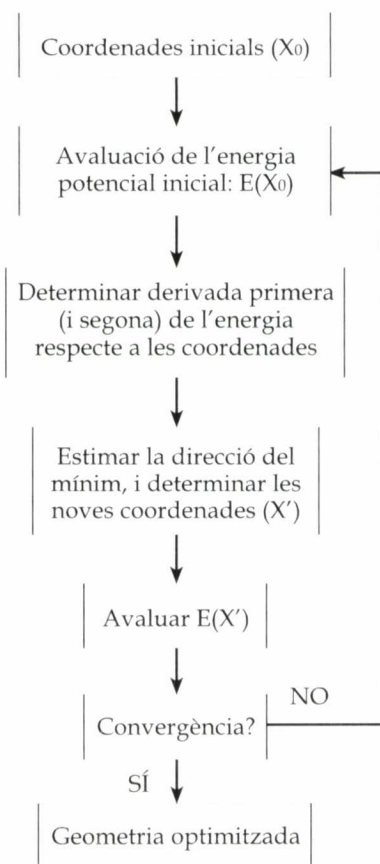 Coordenades inicials (X0)
Avaluació de l'energia
potencial inicial: E(X0)
Determinar derivada primera
(i segona) de l'energia
respecte a les coordenades
Estimar la direcció del
mínim, i determinar les
noves coordenades (X')
Avaluar E(X')
Convergència?
NO
SÍ
Geometria optimitzada